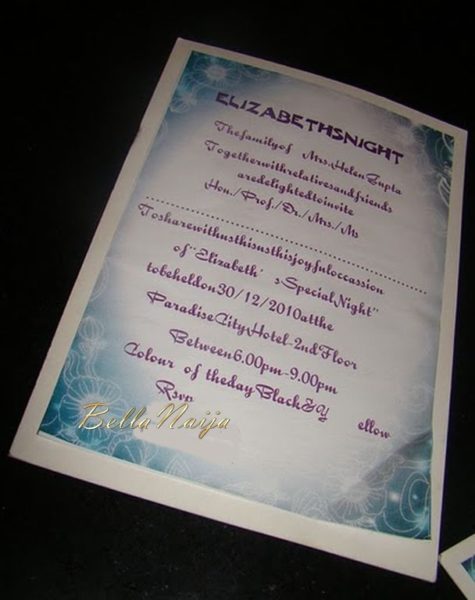 ELIZABETHSNIGHT
Thefamilyof Mrs.HelenGupta
Togetherwithrelativesandfriends
aredelightedtoinvite
Hon./Prof./Dr./Mrs./Ms
Tosharewithusthisusthisjoyfuloccassion
of"Elizabeth' sSpecialNight"
tobeheldon30/12/2010atthe
ParadiseCityHotel-2ndFloor
Between6.00pm-9.00pm
Colour of thedayBlack&Y ellow
Rsvp
BellaNaija